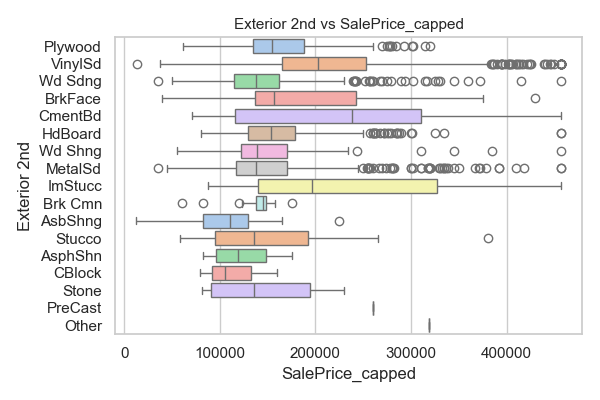 Exterior 2nd vs SalePrice_capped
Plywood
VinylSd
Wd Sdng
BrkFace
CmentBd
HdBoard
Wd Shng
MetalSd
ImStucc
Brk Cmn
AsbShng
Stucco
AsphShn
CBlock
Stone
PreCast
Other
Exterior 2nd
0 100000 200000 300000 400000
SalePrice_capped